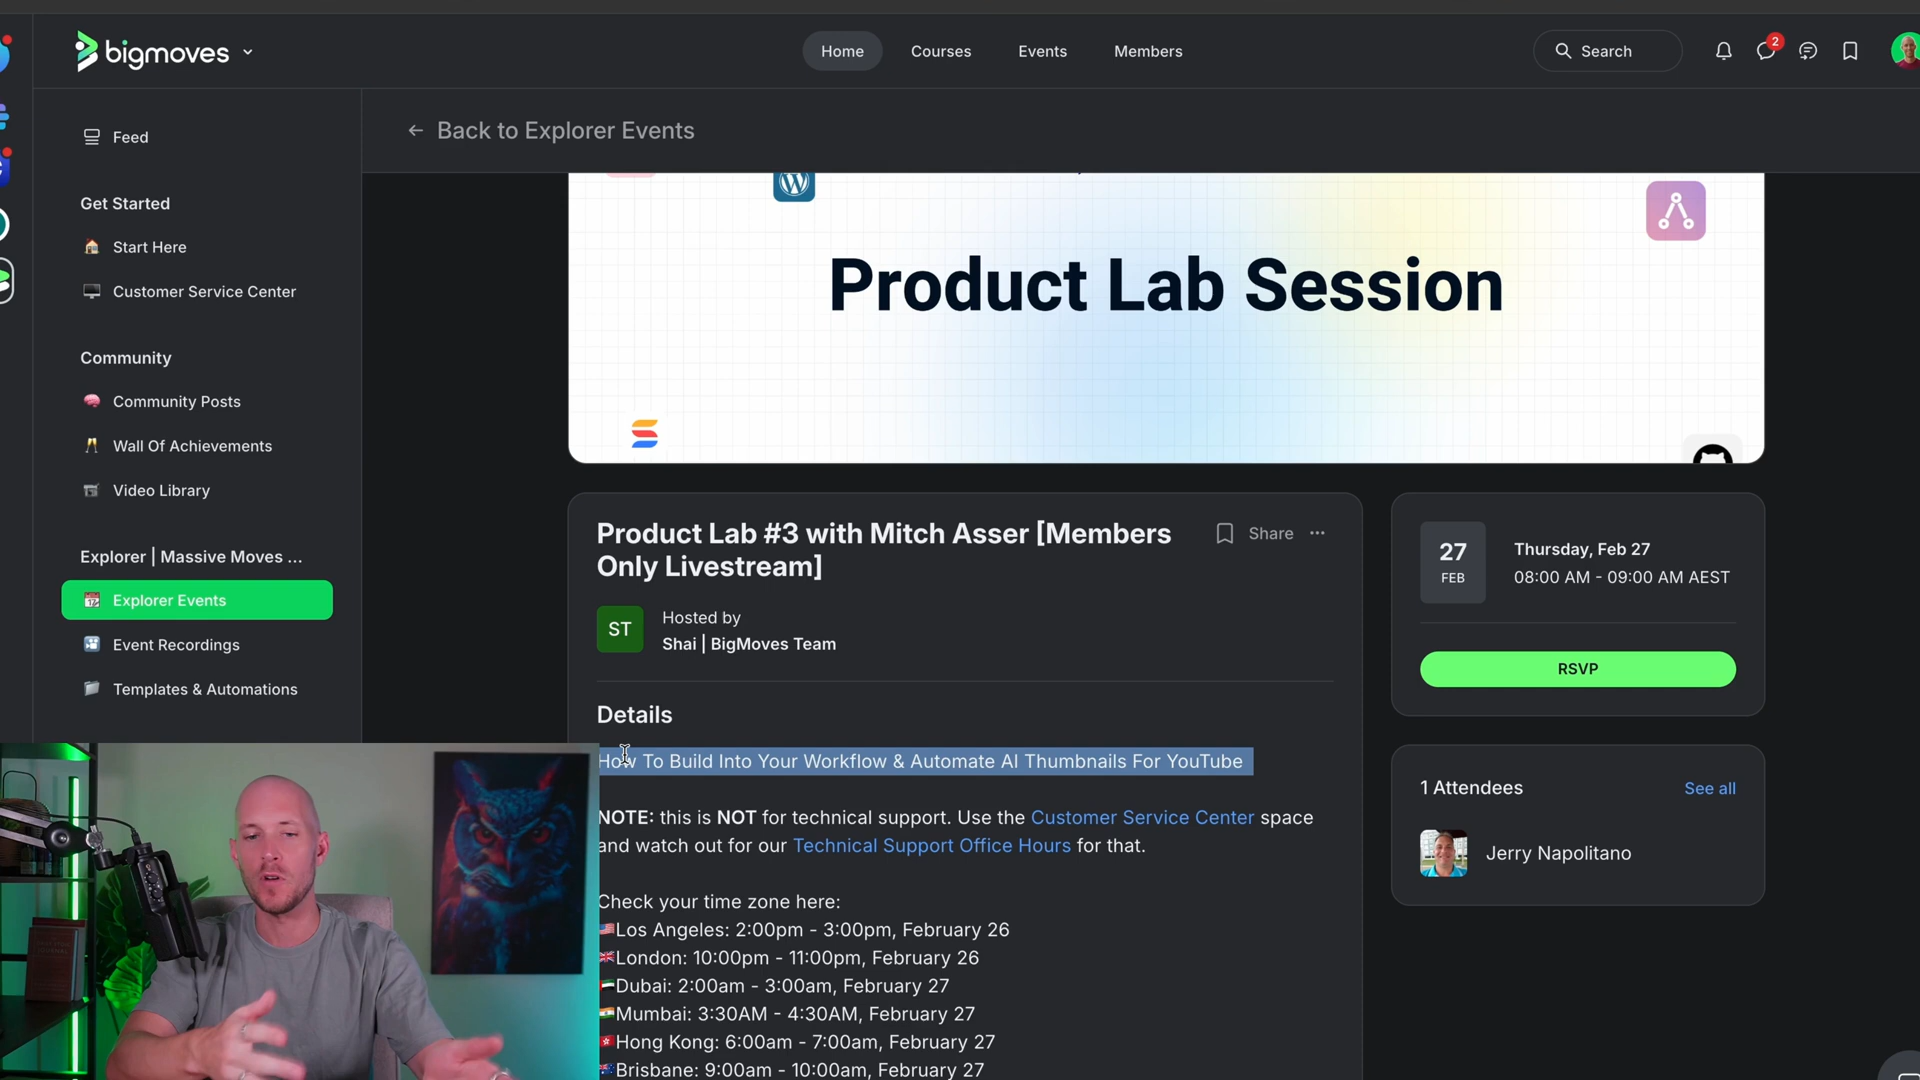 bigmoves
Home
Courses
Events
Members
Search
2
Feed
Get Started
Start Here
Customer Service Center
Community
Community Posts
Wall Of Achievements
Video Library
Explorer | Massive Moves ...
Explorer Events
Event Recordings
Templates & Automations
← Back to Explorer Events
Product Lab Session
Product Lab #3 with Mitch Asser [Members
Only Livestream]
Share
ST
Hosted by
Shai | BigMoves Team
Details
How To Build Into Your Workflow & Automate AI Thumbnails For YouTube
NOTE: this is NOT for technical support. Use the Customer Service Center space
and watch out for our Technical Support Office Hours for that.
Check your time zone here:
Los Angeles: 2:00pm - 3:00pm, February 26
London: 10:00pm - 11:00pm, February 26
Dubai: 2:00am - 3:00am, February 27
Mumbai: 3:30AM - 4:30AM, February 27
Hong Kong: 6:00am - 7:00am, February 27
Brisbane: 9:00am - 10:00am, February 27
27
FEB
Thursday, Feb 27
08:00 AM - 09:00 AM AEST
RSVP
1 Attendees
See all
Jerry Napolitano